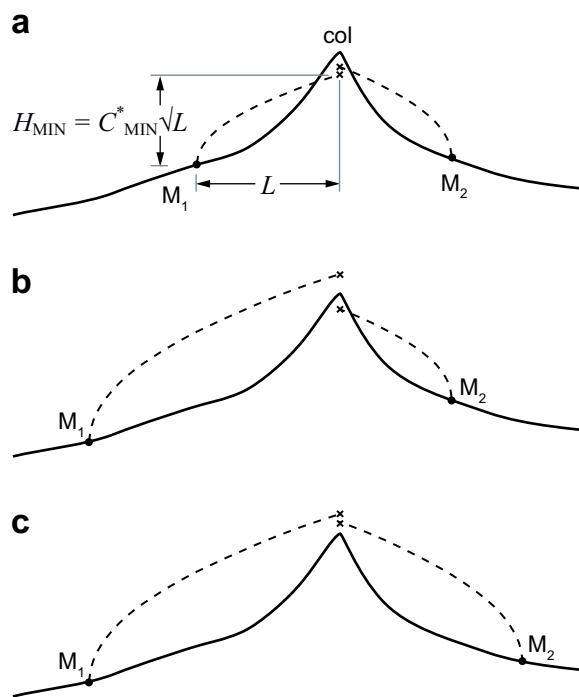 a
col
H_MIN = C*_MIN √L
M₁
L
M₂
b
M₁
M₂
c
M₁
M₂